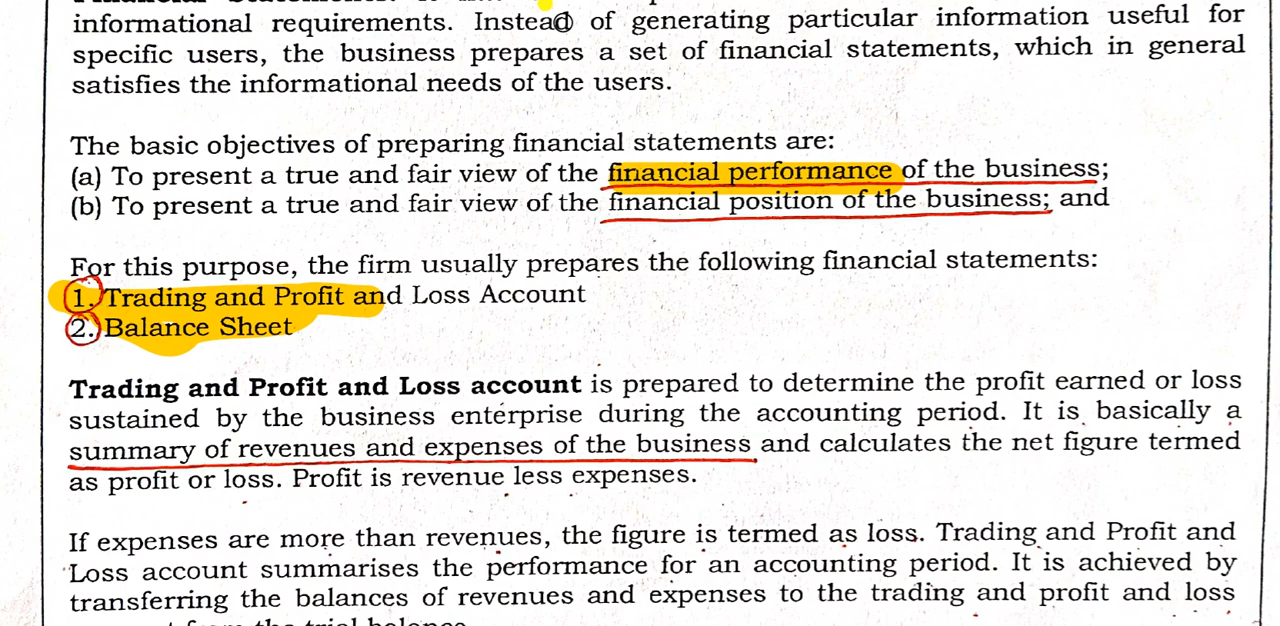 informational requirements. Instead of generating particular information useful for
specific users, the business prepares a set of financial statements, which in general
satisfies the informational needs of the users.
The basic objectives of preparing financial statements are:
(a) To present a true and fair view of the financial performance of the business;
(b) To present a true and fair view of the financial position of the business; and
For this purpose, the firm usually prepares the following financial statements:
1. Trading and Profit and Loss Account
2. Balance Sheet
Trading and Profit and Loss account is prepared to determine the profit earned or loss
sustained by the business enterprise during the accounting period. It is basically a
summary of revenues and expenses of the business and calculates the net figure termed
as profit or loss. Profit is revenue less expenses.
If expenses are more than revenues, the figure is termed as loss. Trading and Profit and
Loss account summarises the performance for an accounting period. It is achieved by
transferring the balances of revenues and expenses to the trading and profit and loss
from the trial balance